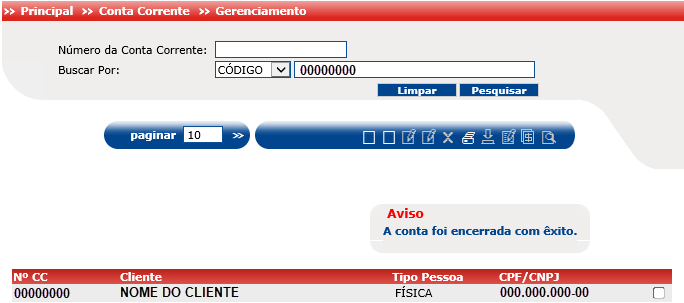 >> Principal >> Conta Corrente >> Gerenciamento
Número da Conta Corrente:
Buscar Por: CÓDIGO 00000000
Limpar Pesquisar
paginar 10 >>
Aviso
A conta foi encerrada com êxito.
Nº CC Cliente Tipo Pessoa CPF/CNPJ
00000000 NOME DO CLIENTE FÍSICA 000.000.000-00